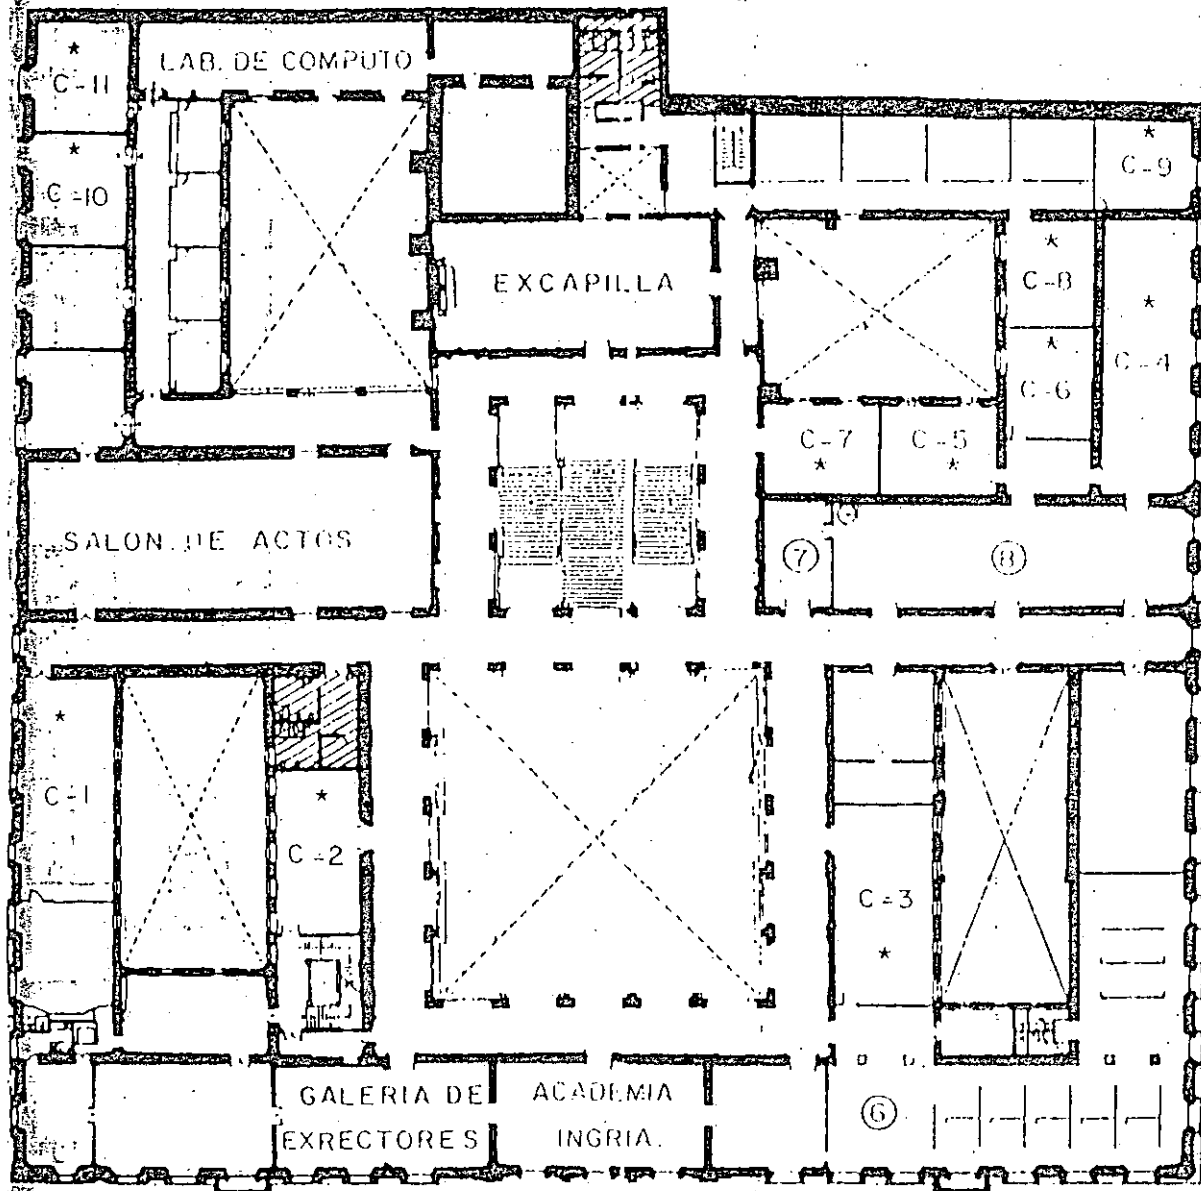 LAB. DE COMPUTO
C-11
C-10
C-9
EXCAPILLA
C-8
C-4
C-6
C-7
C-5
SALON DE ACTOS
7
8
C-1
C-2
C-3
GALERIA DE
EXRECTORES
ACADEMIA
INGRIA.
6